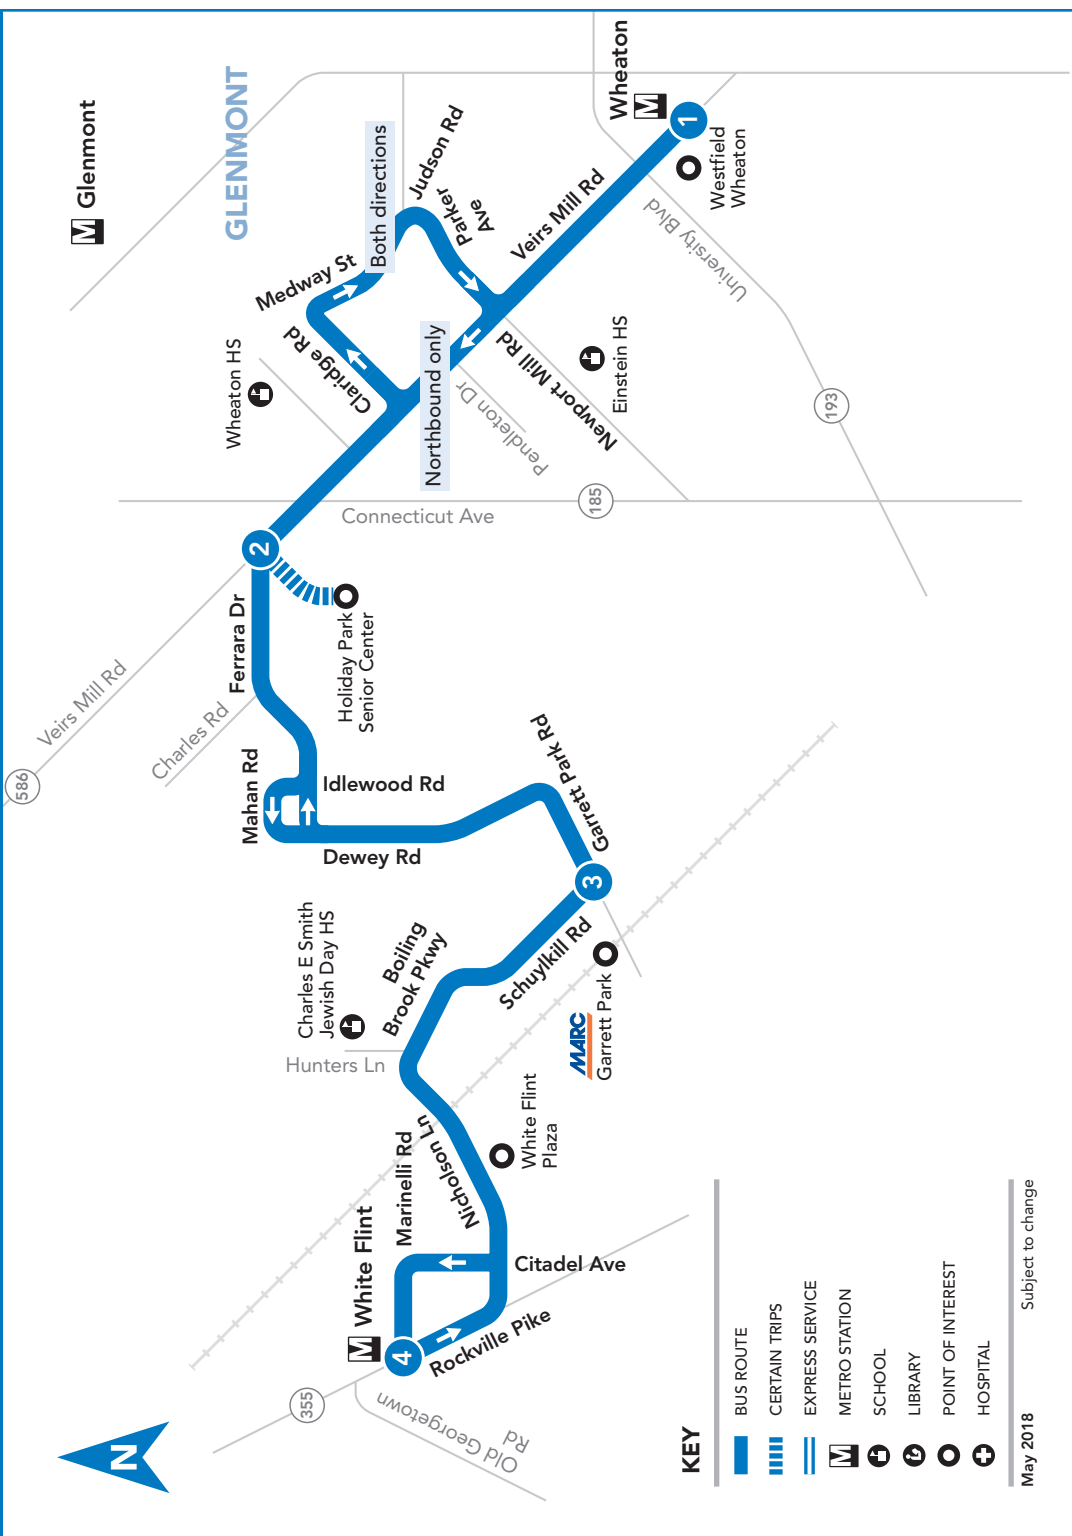 N
355
Old Georgetown
Rd
4
M White Flint
Rockville Pike
Marinelli Rd
Citadel Ave
Nicholson Ln
White Flint
Plaza
Hunters Ln
Charles E Smith
Jewish Day HS
Boiling
Brook Pkwy
MARC
Garrett Park
Schuylkill Rd
3
Garrett Park Rd
Dewey Rd
Mahan Rd
Idlewood Rd
586
Veirs Mill Rd
Charles Rd
Ferrara Dr
Holiday Park
Senior Center
2
Connecticut Ave
185
Wheaton HS
Claridge Rd
Medway St
Both directions
Judson Rd
Parker
Ave
Northbound only
Pendleton Dr
Newport Mill Rd
Einstein HS
Veirs Mill Rd
University Blvd
193
M Glenmont
GLENMONT
Wheaton
M
1
Westfield
Wheaton
KEY
BUS ROUTE
CERTAIN TRIPS
EXPRESS SERVICE
M METRO STATION
SCHOOL
LIBRARY
POINT OF INTEREST
HOSPITAL
May 2018 Subject to change